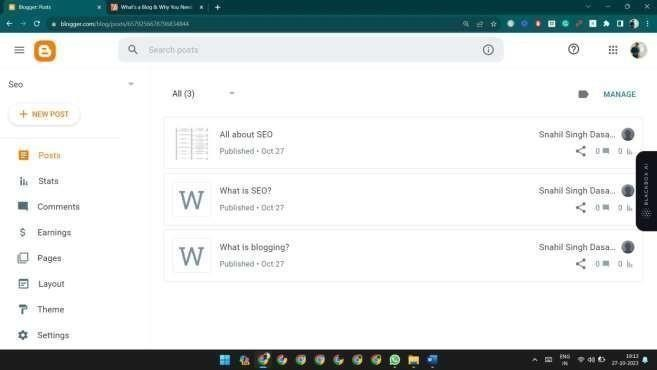 Blogger: Posts
What's a Blog & Why You Need
blogger.com/blog/posts/6579256678796834844
Search posts
Seo
NEW POST
Posts
Stats
Comments
Earnings
Pages
Layout
Theme
Settings
All (3)
MANAGE
All about SEO
Snahil Singh Dasa...
Published • Oct 27
0
0
What is SEO?
Snahil Singh Dasa...
Published • Oct 27
0
0
What is blogging?
Snahil Singh Dasa...
Published • Oct 27
0
0
W
W
BLACKBOX AI
ENG
IN
27-10-2023